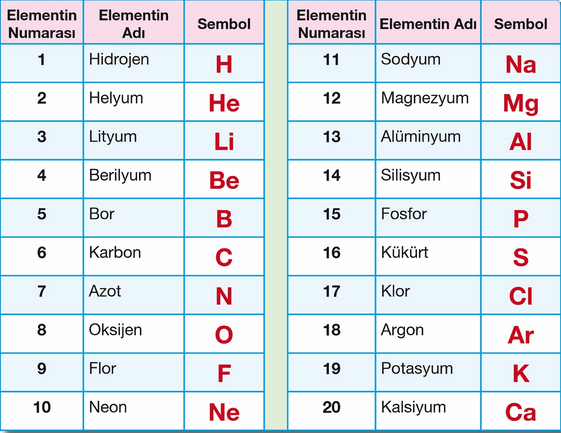 Elementin Numarası Elementin Adı Sembol
1 Hidrojen H
2 Helyum He
3 Lityum Li
4 Berilyum Be
5 Bor B
6 Karbon C
7 Azot N
8 Oksijen O
9 Flor F
10 Neon Ne
Elementin Numarası Elementin Adı Sembol
11 Sodyum Na
12 Magnezyum Mg
13 Alüminyum Al
14 Silisyum Si
15 Fosfor P
16 Kükürt S
17 Klor Cl
18 Argon Ar
19 Potasyum K
20 Kalsiyum Ca